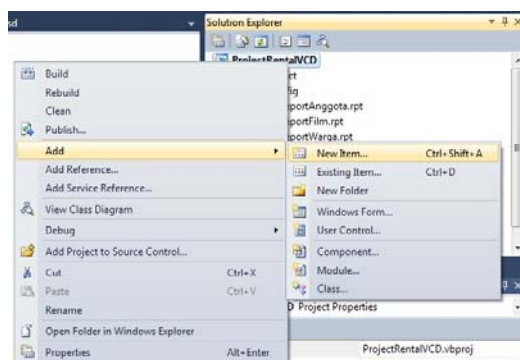 sd
Solution Explorer
ProjectRentalVCD
ct
fig
portAnggota.rpt
portFilm.rpt
portWarga.rpt
Build
Rebuild
Clean
Publish...
Add
Add Reference...
Add Service Reference...
View Class Diagram
Debug
Add Project to Source Control...
Cut Ctrl+X
Paste Ctrl+V
Rename
Open Folder in Windows Explorer
Properties Alt+Enter
New Item... Ctrl+Shift+A
Existing Item... Ctrl+D
New Folder
Windows Form...
User Control...
Component...
Module...
Class...
D Project Properties
ProjectRentalVCD.vbproj